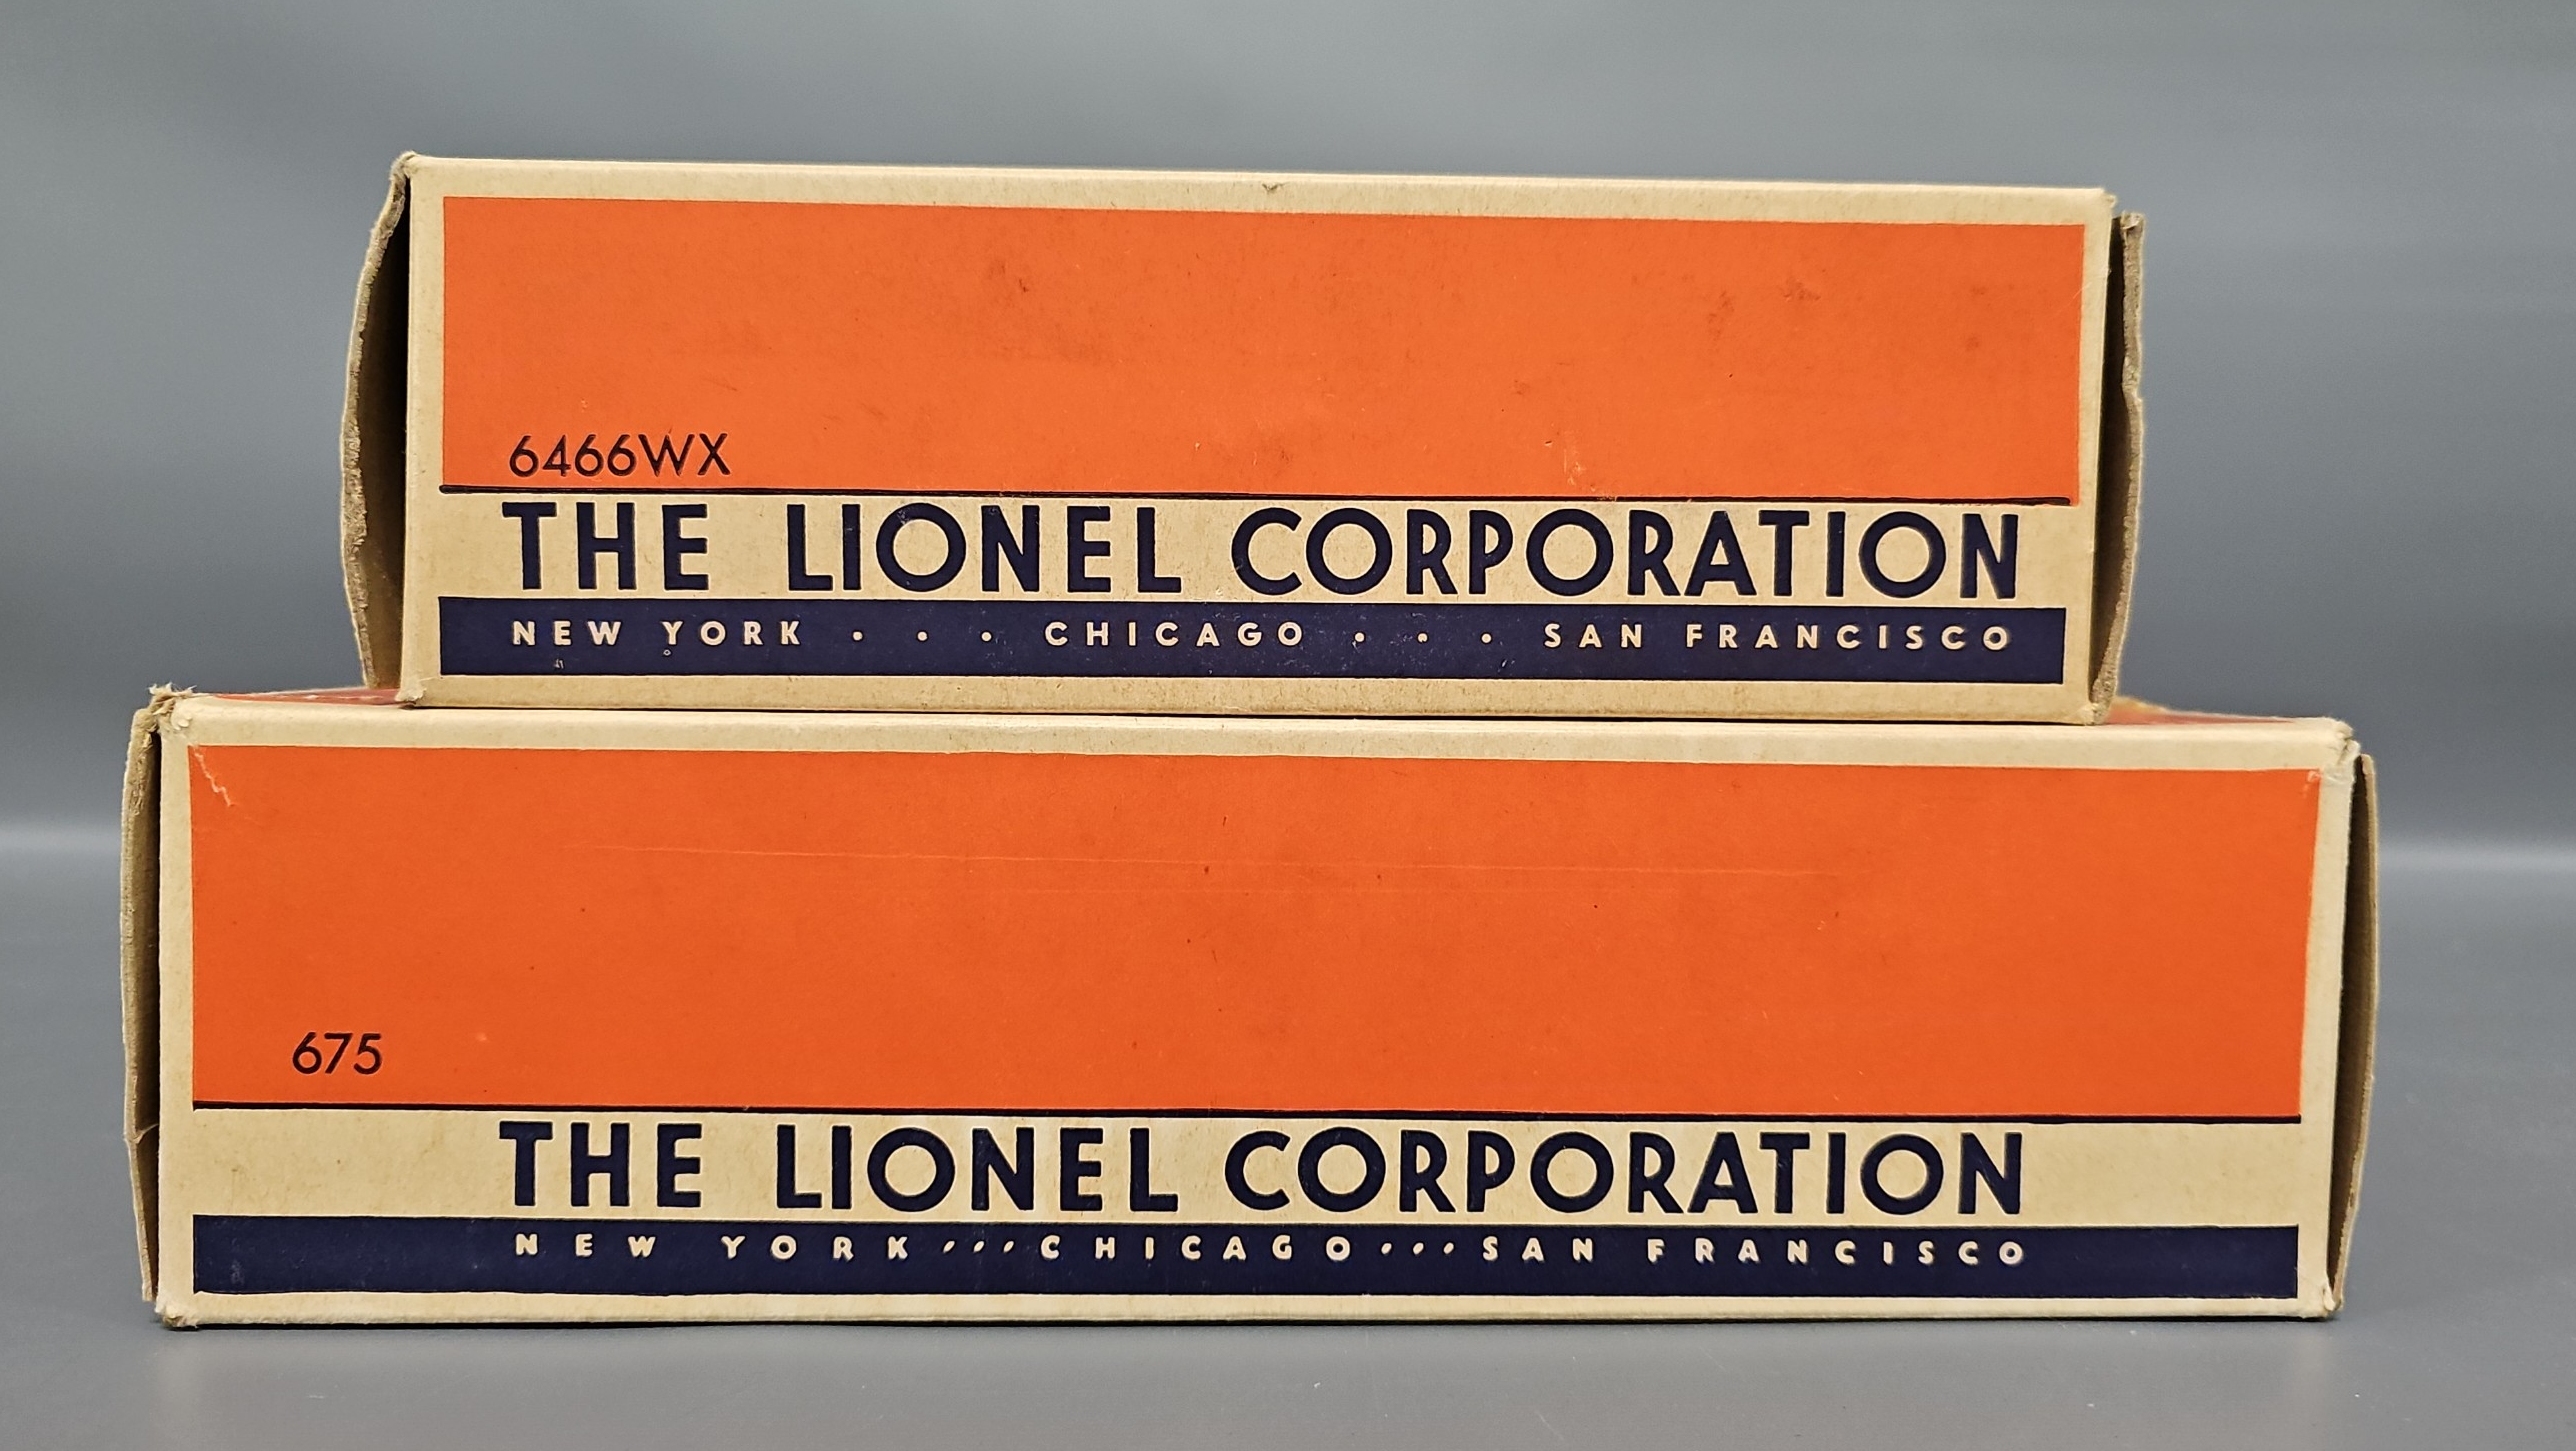 6466WX
THE LIONEL CORPORATION
NEW YORK . . . CHICAGO . . . SAN FRANCISCO
675
THE LIONEL CORPORATION
NEW YORK . . . CHICAGO . . . SAN FRANCISCO